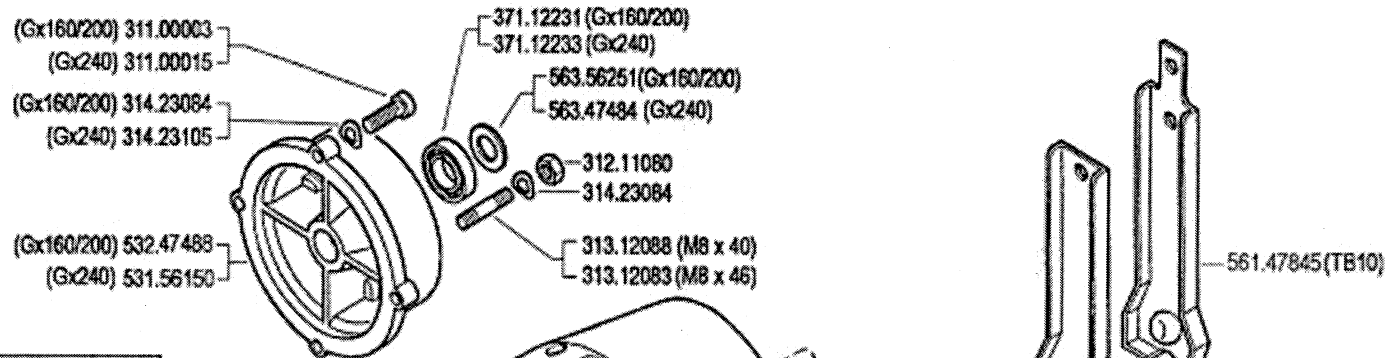 (Gx160/200) 311.00003
(Gx240) 311.00015
(Gx160/200) 314.23084
(Gx240) 314.23105
(Gx160/200) 532.47488
(Gx240) 531.56150
371.12231 (Gx160/200)
371.12233 (Gx240)
563.56251(Gx160/200)
563.47484 (Gx240)
312.11080
314.23084
313.12088 (M8 x 40)
313.12083 (M8 x 46)
561.47845(TB10)